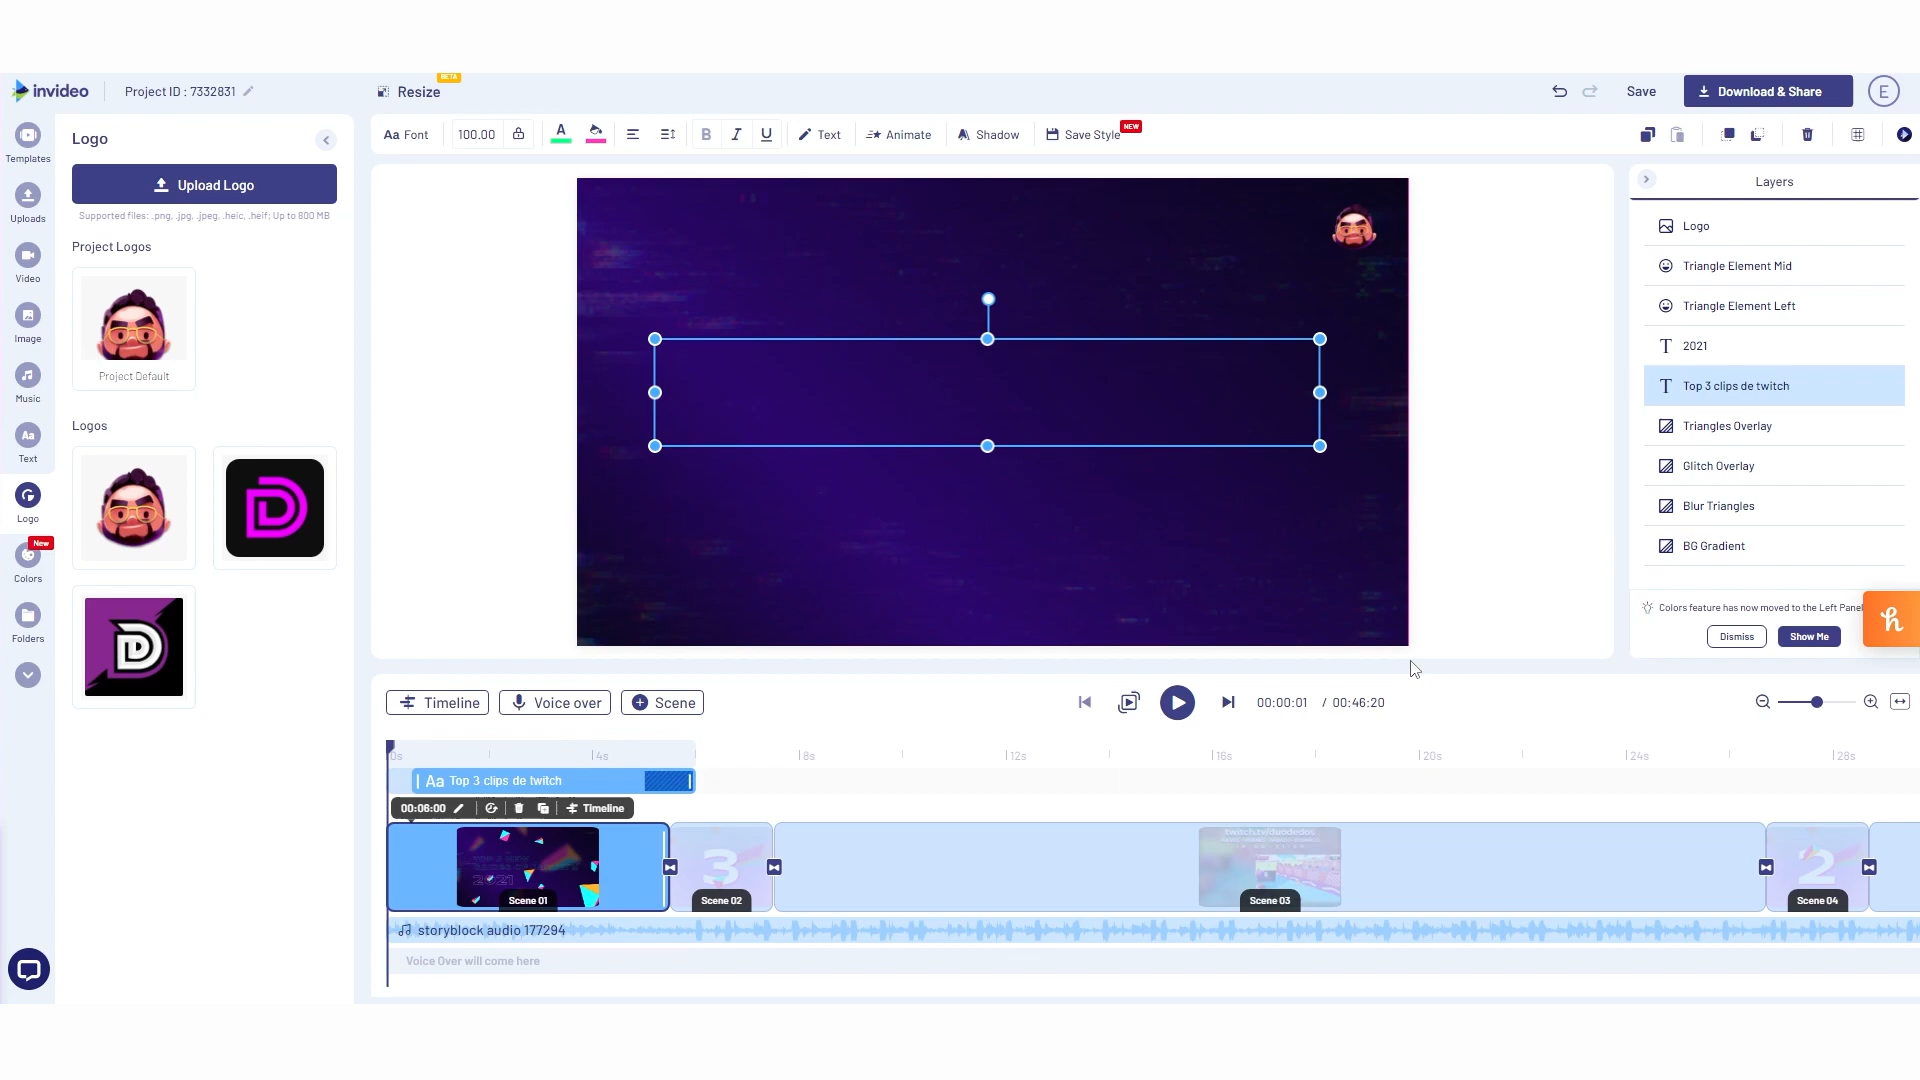 invideo
Project ID : 7332831
BETA
Resize
Save
Download & Share
E
Templates
Uploads
Video
Image
Music
Aa
Text
Logo
New
Colors
Folders
Logo
Upload Logo
Supported files: .png, .jpg, .jpeg, .heic, .heif; Up to 800 MB
Project Logos
Project Default
Logos
Aa Font
100.00
A
B I U
Text
Animate
A Shadow
Save Style
NEW
Layers
Logo
Triangle Element Mid
Triangle Element Left
T 2021
T Top 3 clips de twitch
Triangles Overlay
Glitch Overlay
Blur Triangles
BG Gradient
Colors feature has now moved to the Left Panel
Dismiss
Show Me
h
Timeline
Voice over
Scene
00:00:01 / 00:46:20
0s
4s
8s
12s
16s
20s
24s
28s
Aa Top 3 clips de twitch
00:06:00
Timeline
2021
Scene 01
3
Scene 02
Scene 03
2
Scene 04
storyblock audio 177294
Voice Over will come here